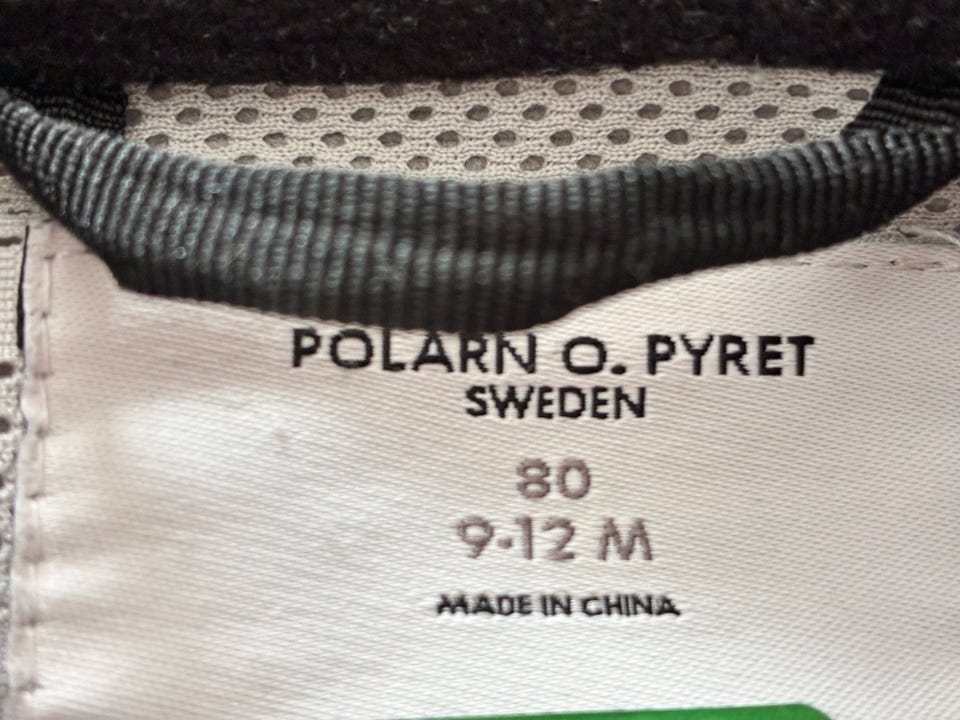 POLARN O. PYRET
SWEDEN
80
9-12 M
MADE IN CHINA